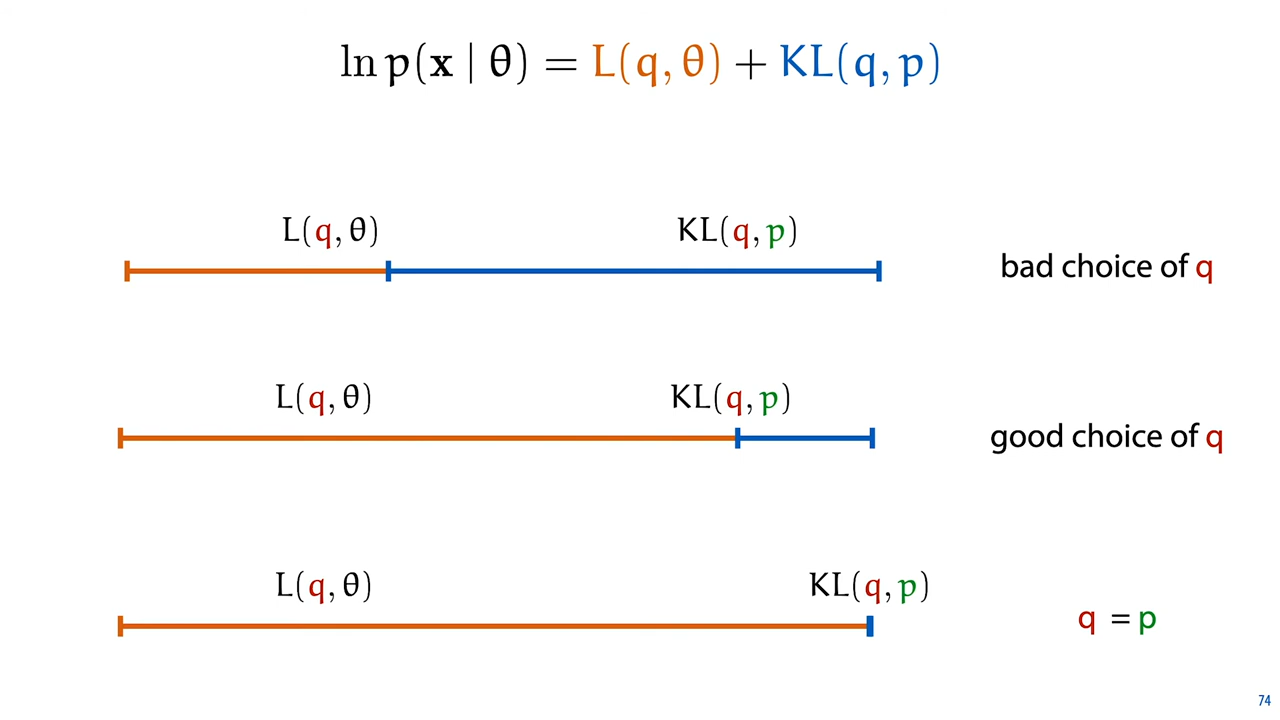 ln p(x | θ) = L(q, θ) + KL(q, p)
L(q, θ) KL(q, p)
bad choice of q
L(q, θ) KL(q, p)
good choice of q
L(q, θ) KL(q, p)
q = p
74